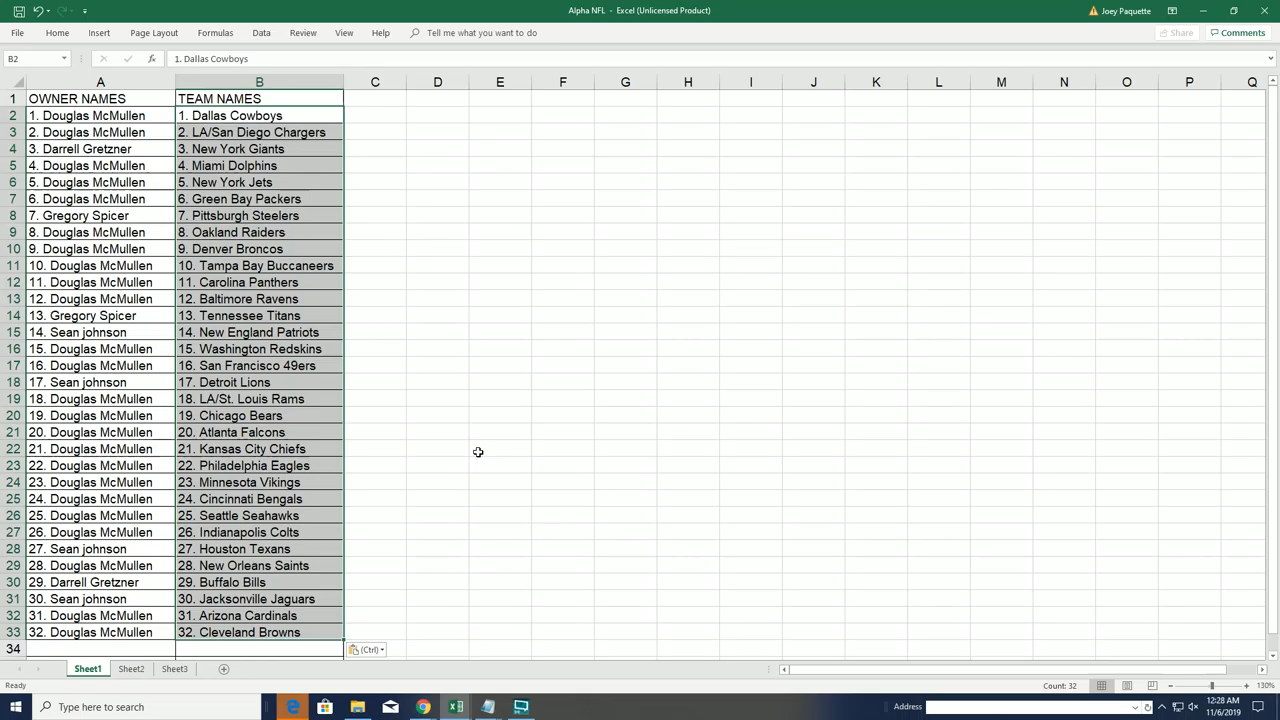 Alpha NFL - Excel (Unlicensed Product)
Joey Paquette
File Home Insert Page Layout Formulas Data Review View Help Tell me what you want to do Share Comments
B2 fx 1. Dallas Cowboys
A B C D E F G H I J K L M N O P Q
1 OWNER NAMES TEAM NAMES
2 1. Douglas McMullen 1. Dallas Cowboys
3 2. Douglas McMullen 2. LA/San Diego Chargers
4 3. Darrell Gretzner 3. New York Giants
5 4. Douglas McMullen 4. Miami Dolphins
6 5. Douglas McMullen 5. New York Jets
7 6. Douglas McMullen 6. Green Bay Packers
8 7. Gregory Spicer 7. Pittsburgh Steelers
9 8. Douglas McMullen 8. Oakland Raiders
10 9. Douglas McMullen 9. Denver Broncos
11 10. Douglas McMullen 10. Tampa Bay Buccaneers
12 11. Douglas McMullen 11. Carolina Panthers
13 12. Douglas McMullen 12. Baltimore Ravens
14 13. Gregory Spicer 13. Tennessee Titans
15 14. Sean johnson 14. New England Patriots
16 15. Douglas McMullen 15. Washington Redskins
17 16. Douglas McMullen 16. San Francisco 49ers
18 17. Sean johnson 17. Detroit Lions
19 18. Douglas McMullen 18. LA/St. Louis Rams
20 19. Douglas McMullen 19. Chicago Bears
21 20. Douglas McMullen 20. Atlanta Falcons
22 21. Douglas McMullen 21. Kansas City Chiefs
23 22. Douglas McMullen 22. Philadelphia Eagles
24 23. Douglas McMullen 23. Minnesota Vikings
25 24. Douglas McMullen 24. Cincinnati Bengals
26 25. Douglas McMullen 25. Seattle Seahawks
27 26. Douglas McMullen 26. Indianapolis Colts
28 27. Sean johnson 27. Houston Texans
29 28. Douglas McMullen 28. New Orleans Saints
30 29. Darrell Gretzner 29. Buffalo Bills
31 30. Sean johnson 30. Jacksonville Jaguars
32 31. Douglas McMullen 31. Arizona Cardinals
33 32. Douglas McMullen 32. Cleveland Browns
34 (Ctrl)
Sheet1 Sheet2 Sheet3
Ready Count: 32 130%
Type here to search Address 12:28 AM
11/6/2019